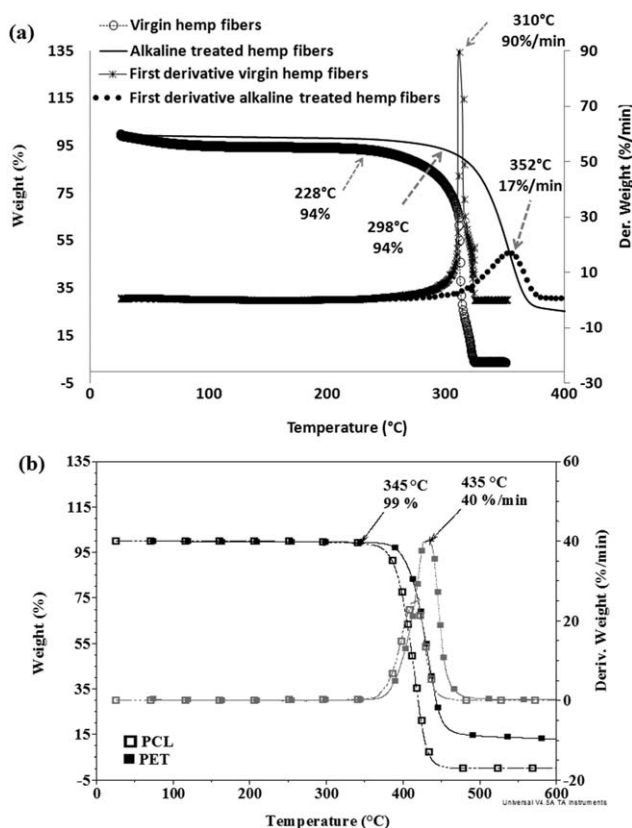 (a)
Virgin hemp fibers
Alkaline treated hemp fibers
First derivative virgin hemp fibers
First derivative alkaline treated hemp fibers
310°C
90%/min
352°C
17%/min
228°C
94%
298°C
94%
Weight (%)
135
115
95
75
55
35
15
-5
Der. Weight (%/min)
90
70
50
30
10
-10
-30
0
100
200
300
400
Temperature (°C)
(b)
345 °C
99 %
435 °C
40 %/min
Weight (%)
135
115
95
75
55
35
15
-5
Deriv. Weight (%/min)
60
40
20
0
-20
PCL
PET
0
100
200
300
400
500
600
Temperature (°C)
Universal V4.5A TA Instruments